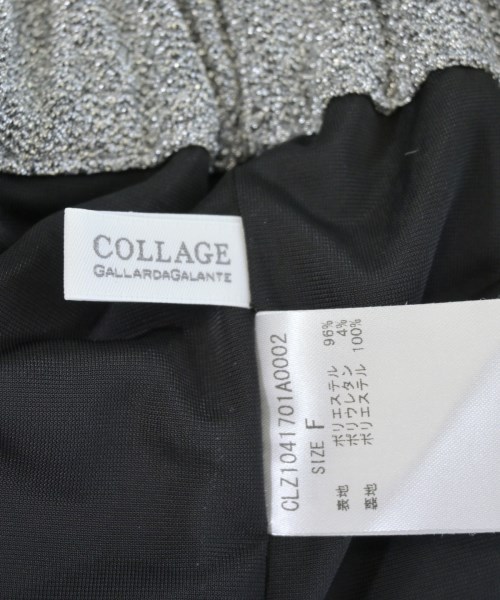 COLLAGE
GALLARDAGALANTE
CLZ1041701A0002
SIZE F
表地 ポリエステル 96%
ポリウレタン 4%
裏地 ポリエステル 100%